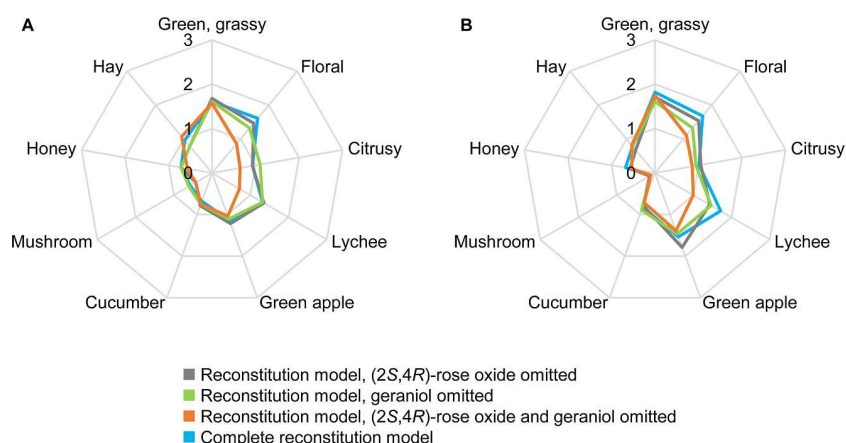 A
Green, grassy
3
2
1
0
Floral
Citrusy
Lychee
Green apple
Cucumber
Mushroom
Honey
Hay
B
Green, grassy
3
2
1
0
Floral
Citrusy
Lychee
Green apple
Cucumber
Mushroom
Honey
Hay
Reconstitution model, (2S,4R)-rose oxide omitted
Reconstitution model, geraniol omitted
Reconstitution model, (2S,4R)-rose oxide and geraniol omitted
Complete reconstitution model